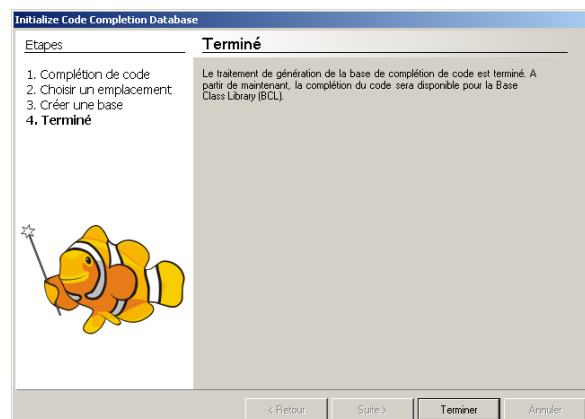 Initialize Code Completion Database
Etapes
Terminé
1. Complétion de code
2. Choisir un emplacement
3. Créer une base
4. Terminé
Le traitement de génération de la base de complétion de code est terminé. A
partir de maintenant, la complétion du code sera disponible pour la Base
Class Library (BCL).
< Retour
Suite >
Terminer
Annuler